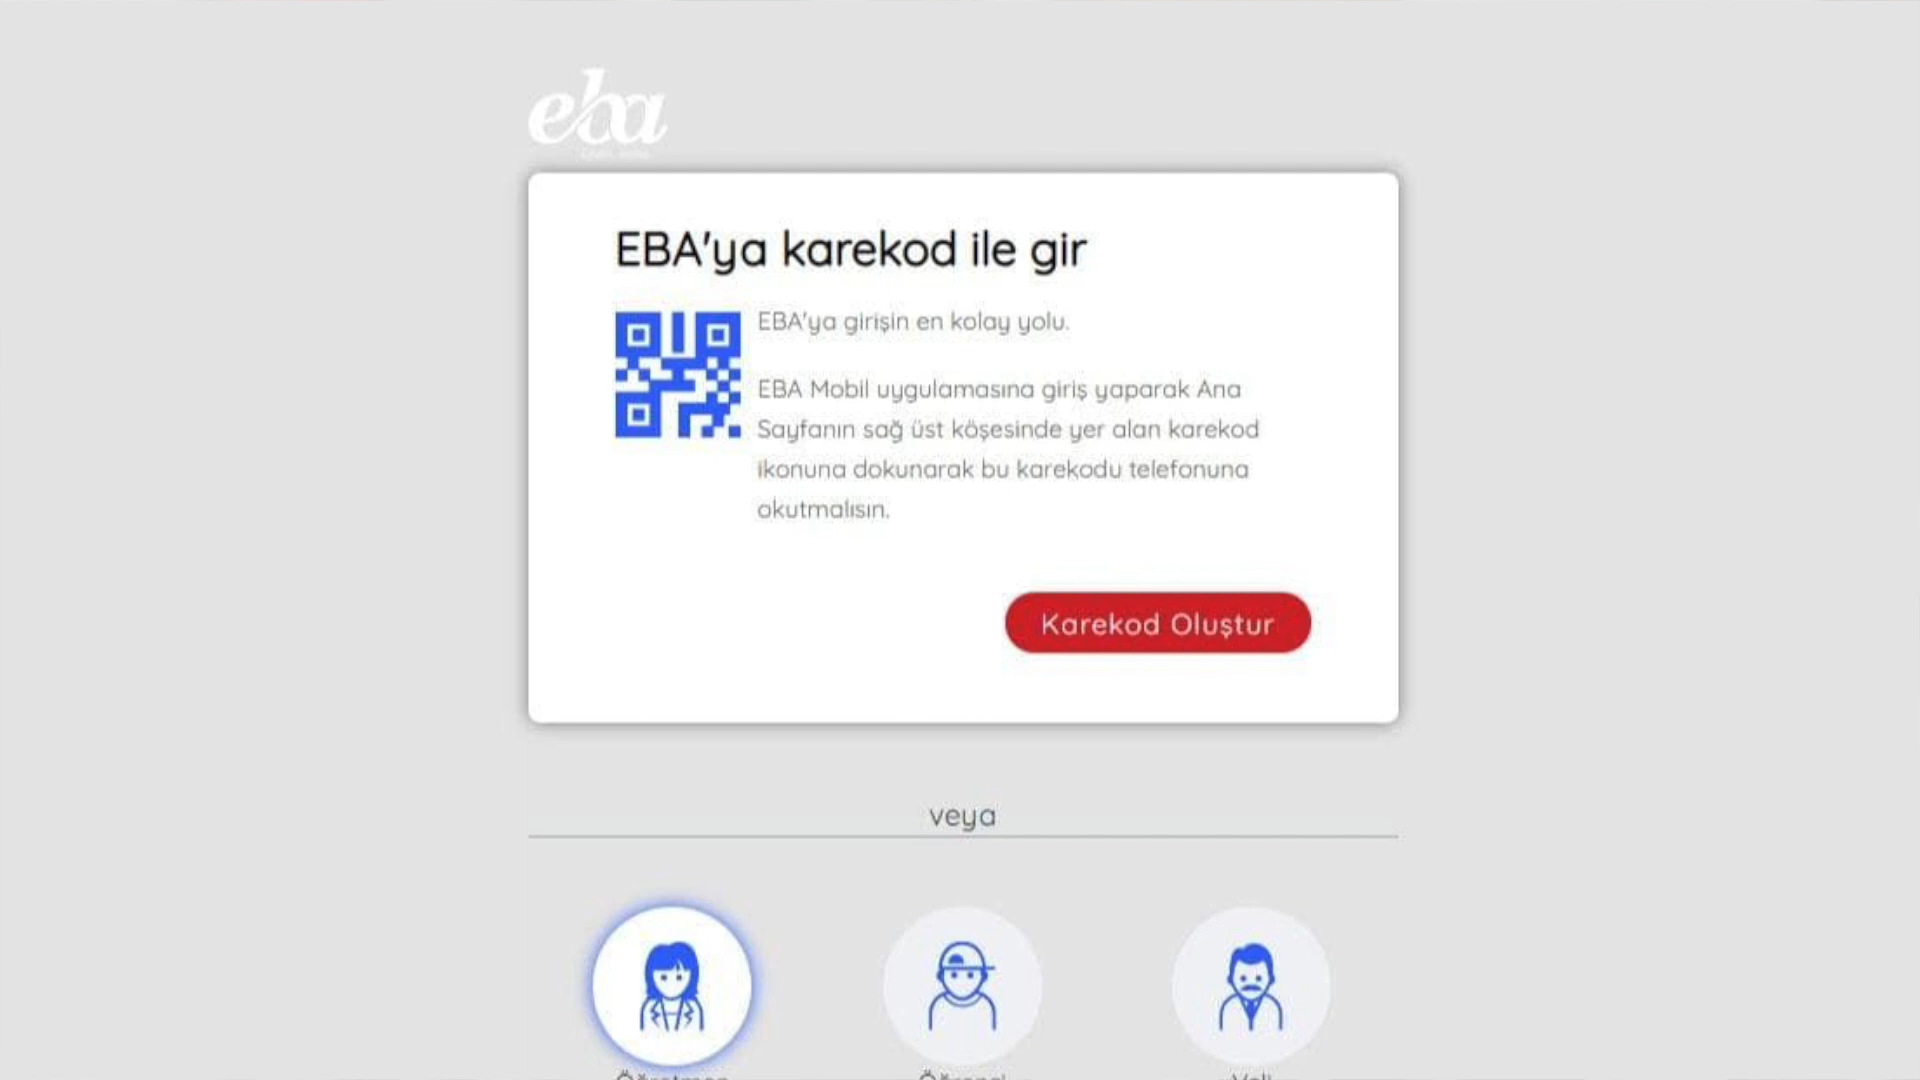 eba
EBA'ya karekod ile gir
EBA'ya girişin en kolay yolu.
EBA Mobil uygulamasına giriş yaparak Ana
Sayfanın sağ üst köşesinde yer alan karekod
ikonuna dokunarak bu karekodu telefonuna
okutmalısın.
Karekod Oluştur
veya